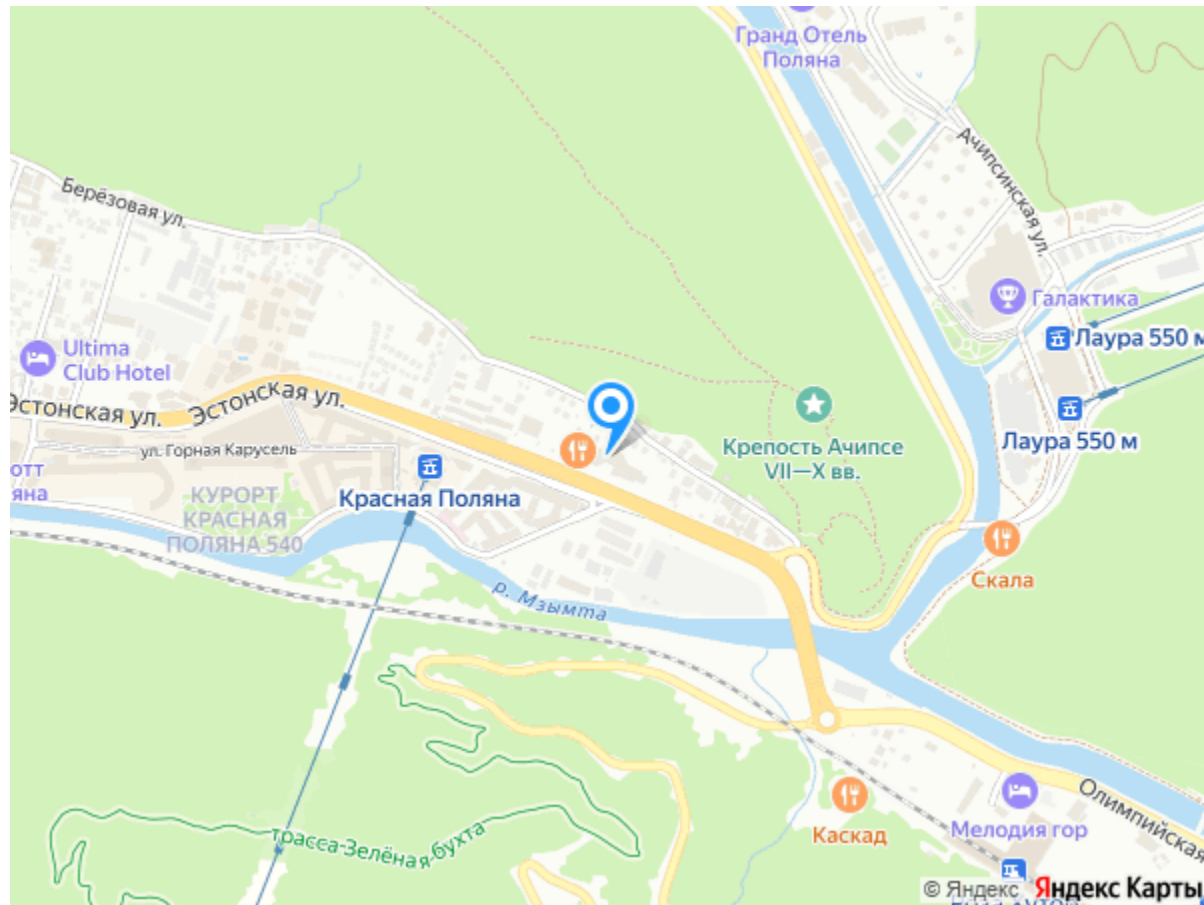 Гранд Отель
Поляна
Ачипсинская ул.
Берёзовая ул.
Галактика
Лаура 550 м
Ultima
Club Hotel
Эстонская ул.
Эстонская ул.
Крепость Ачипсе
VII—X вв.
Лаура 550 м
ул. Горная Карусель
отт
яна
Красная Поляна
КУРОРТ
КРАСНАЯ
ПОЛЯНА 540
Скала
р. Мзымта
Олимпийская
Мелодия гор
Каскад
трасса Зелёная бухта
© Яндекс Яндекс Карты